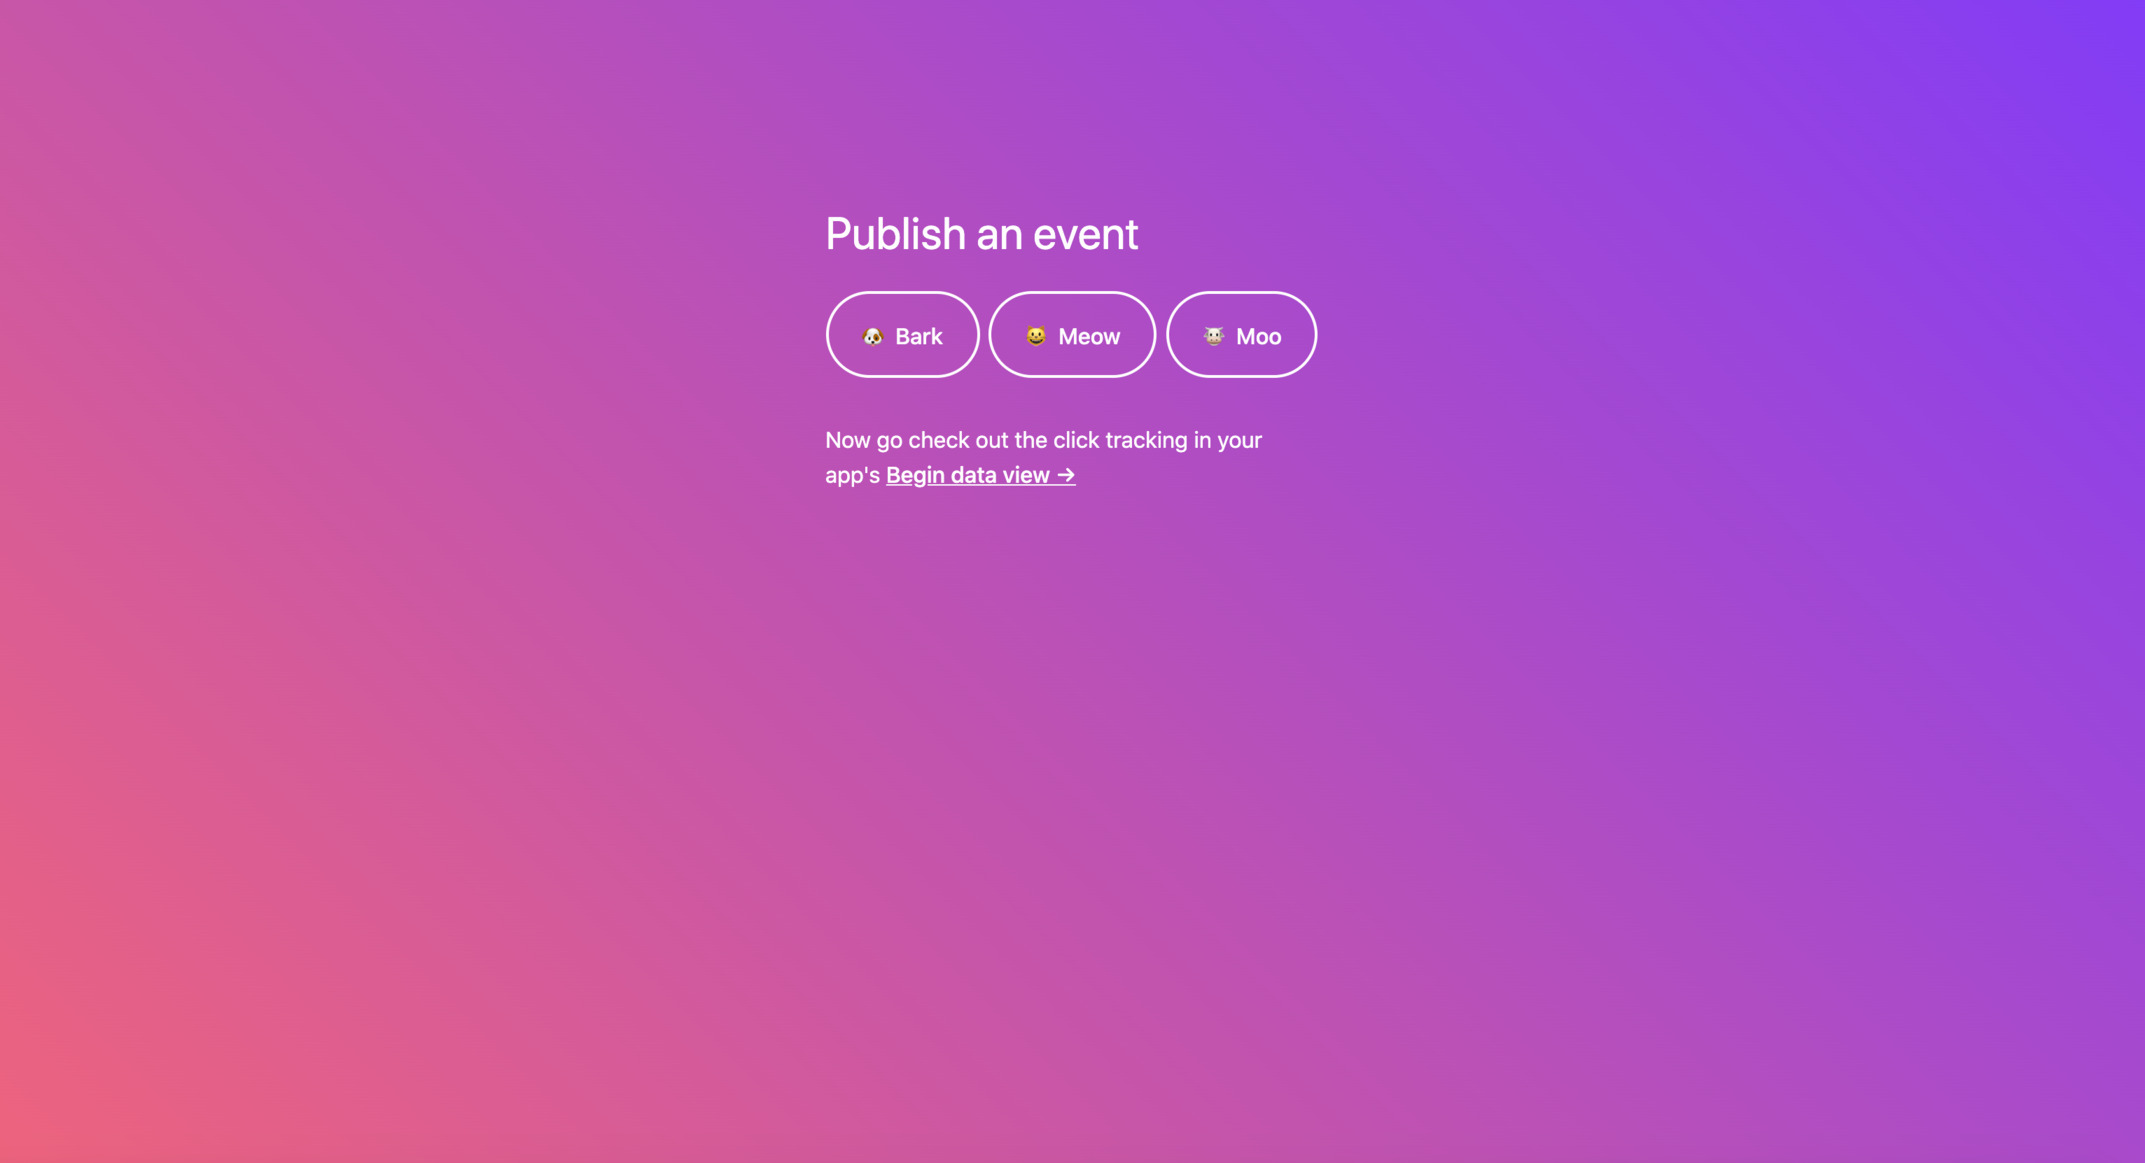 Publish an event
🐶 Bark
😺 Meow
🐮 Moo
Now go check out the click tracking in your
app's Begin data view →